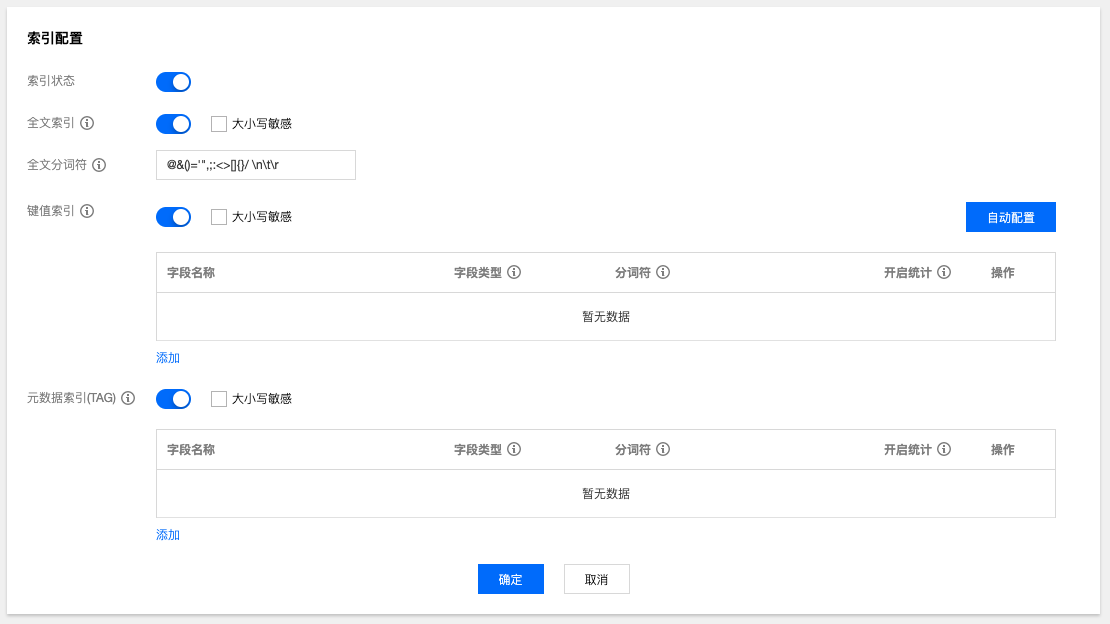 索引配置
索引状态
全文索引 大小写敏感
全文分词符 @&()='",;:<>[]{}/ \n\t\r
键值索引 大小写敏感 自动配置
字段名称 字段类型 分词符 开启统计 操作
暂无数据
添加
元数据索引(TAG) 大小写敏感
字段名称 字段类型 分词符 开启统计 操作
暂无数据
添加
确定 取消